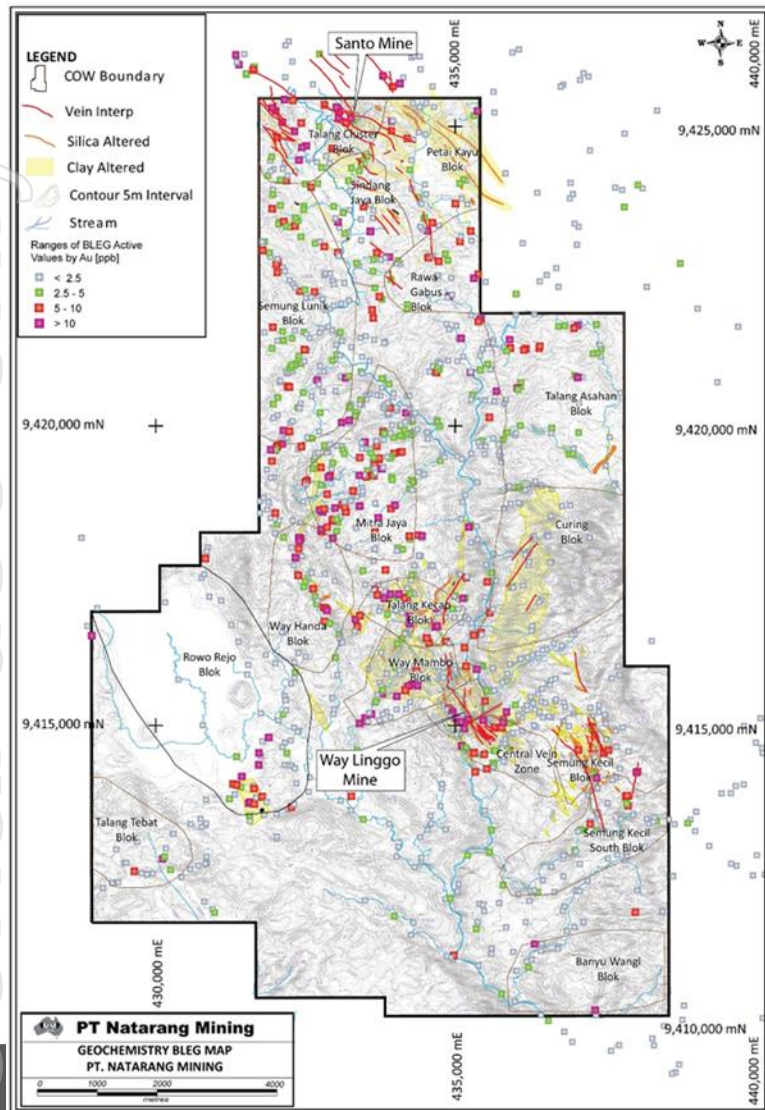 435,000 mE
440,000 mE
N
W E
S
Santo Mine
LEGEND
COW Boundary
Vein Interp
Silica Altered
Clay Altered
Contour 5m Interval
Stream
Ranges of BLEG Active
Values by Au [ppb]
< 2.5
2.5 - 5
5 - 10
> 10
9,425,000 mN
Talang Cluster
Blok
Petai Kayu
Blok
Sindang
Jaya Blok
Rawa
Gabus
Blok
Semung Lunik
Blok
Talang Asahan
Blok
9,420,000 mN
9,420,000 mN
Mitra Jaya
Blok
Curing
Blok
Talang Kecap
Blok
Way Handa
Blok
Rowo Rejo
Blok
Way Mambo
Blok
9,415,000 mN
9,415,000 mN
Way Linggo
Mine
Central Vein
Zone
Semung Kecil
Blok
Talang Tebat
Blok
Semung Kecil
South Blok
Banyu Wangi
Blok
430,000 mE
435,000 mE
440,000 mE
9,410,000 mN
PT Natarang Mining
GEOCHEMISTRY BLEG MAP
PT. NATARANG MINING
0 1000 2000 4000
metres